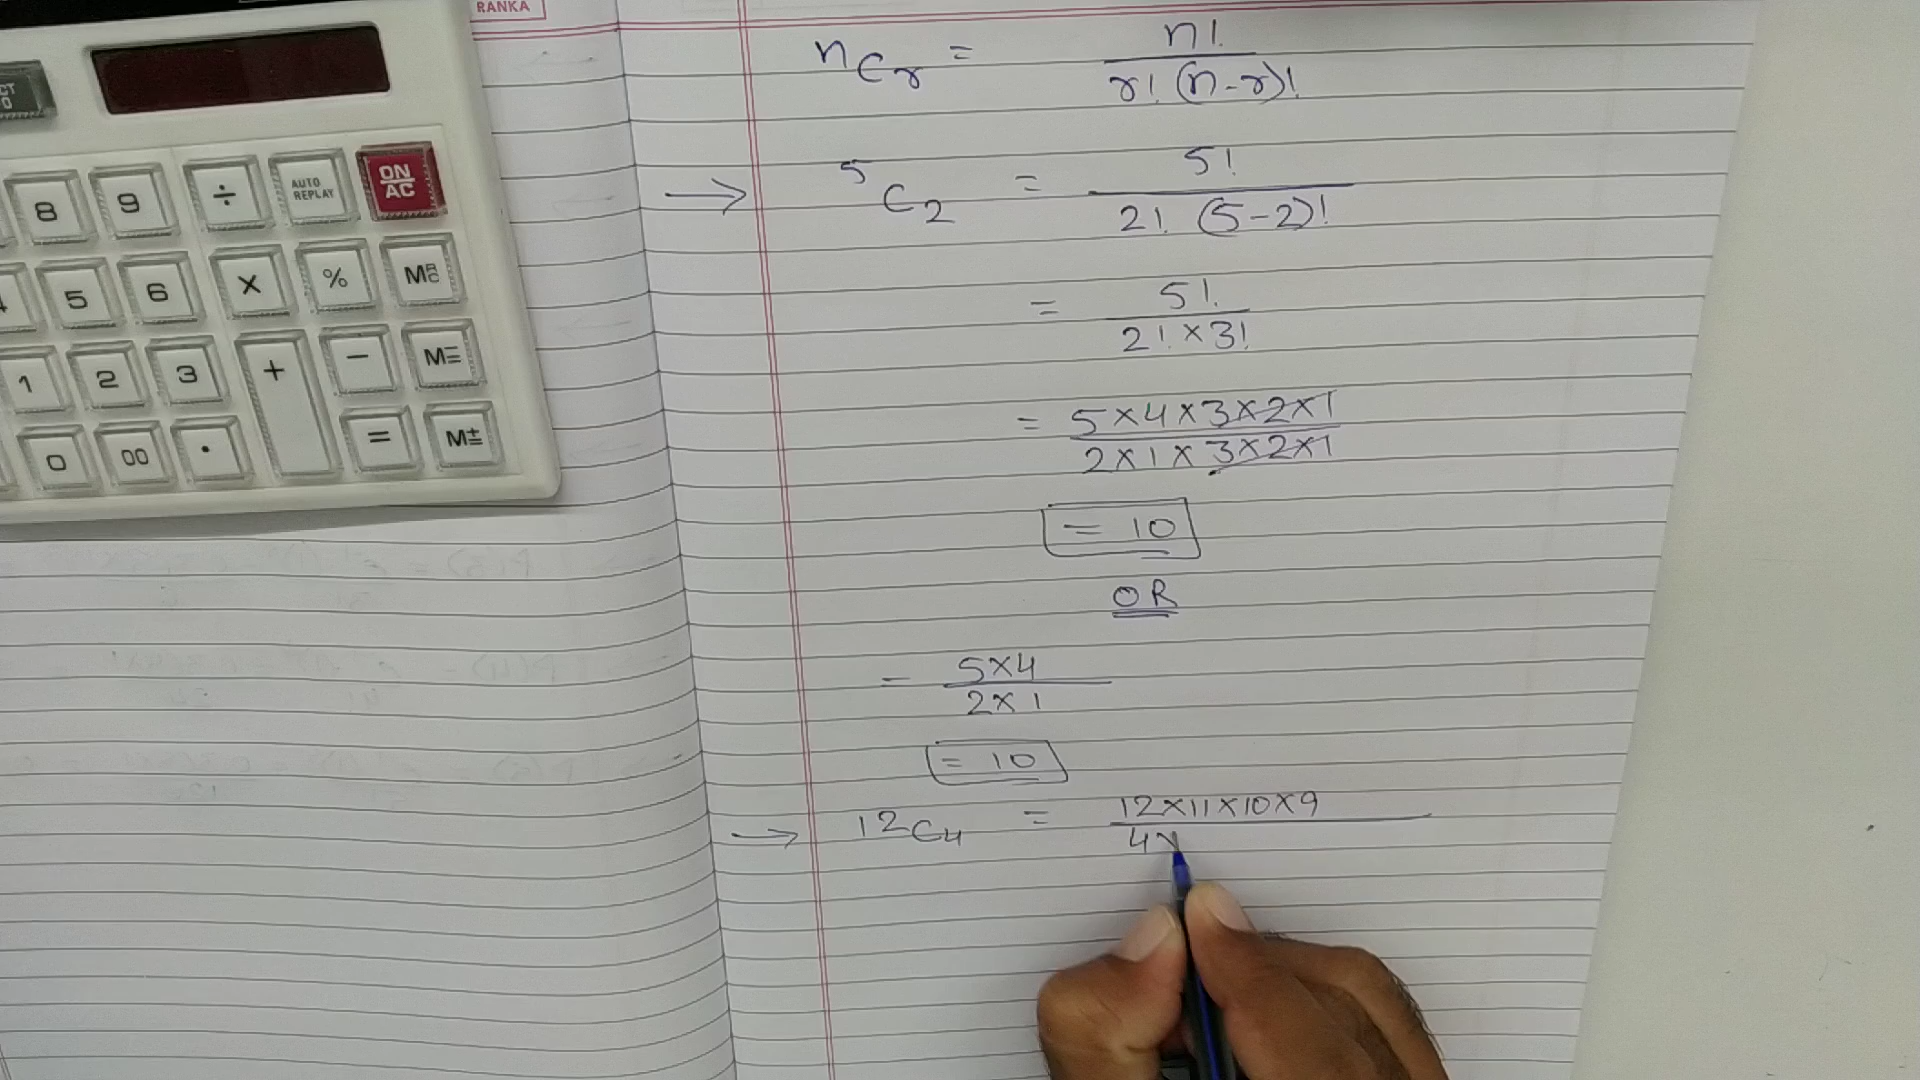 RANKA
nCr = n! / r! (n-r)!
→ 5C2 = 5! / 2! (5-2)!
= 5! / 2! × 3!
= 5×4×3×2×1 / 2×1×3×2×1
= 10
OR
= 5×4 / 2×1
= 10
→ 12C4 = 12×11×10×9 / 4×
8 9 ÷ AUTO REPLAY ON AC
5 6 × % MRC
1 2 3 + - M=
0 00 . = M±